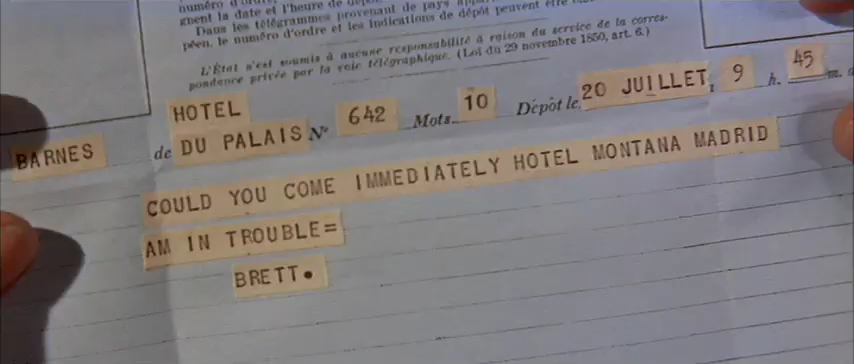 numéro d'ordre,
gnent la date et l'heure de dépôt
Dans les télégrammes provenant de pays
péen, le numéro d'ordre et les indications de dépôt peuvent être
L'État n'est soumis à aucune responsabilité à raison du service de la corres-
pondance privée par la voie télégraphique. (Loi du 29 novembre 1850, art. 6.)
BARNES de HOTEL DU PALAIS N° 642 Mots 10 Dépôt le 20 JUILLET, 9 h. 45 m.
COULD YOU COME IMMEDIATELY HOTEL MONTANA MADRID
AM IN TROUBLE=
BRETT.